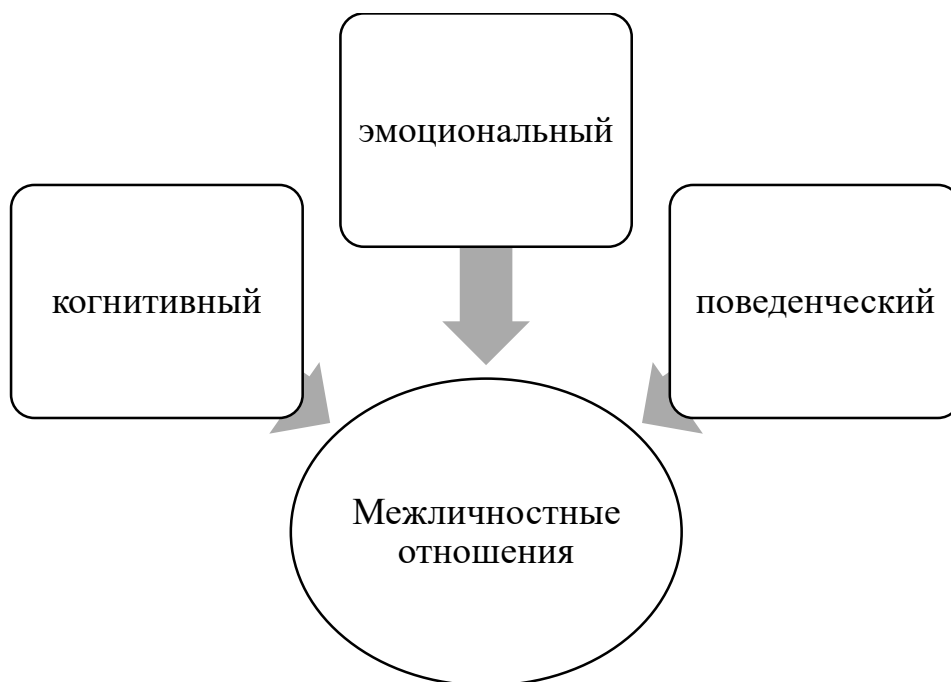 эмоциональный
когнитивный
поведенческий
Межличностные
отношения